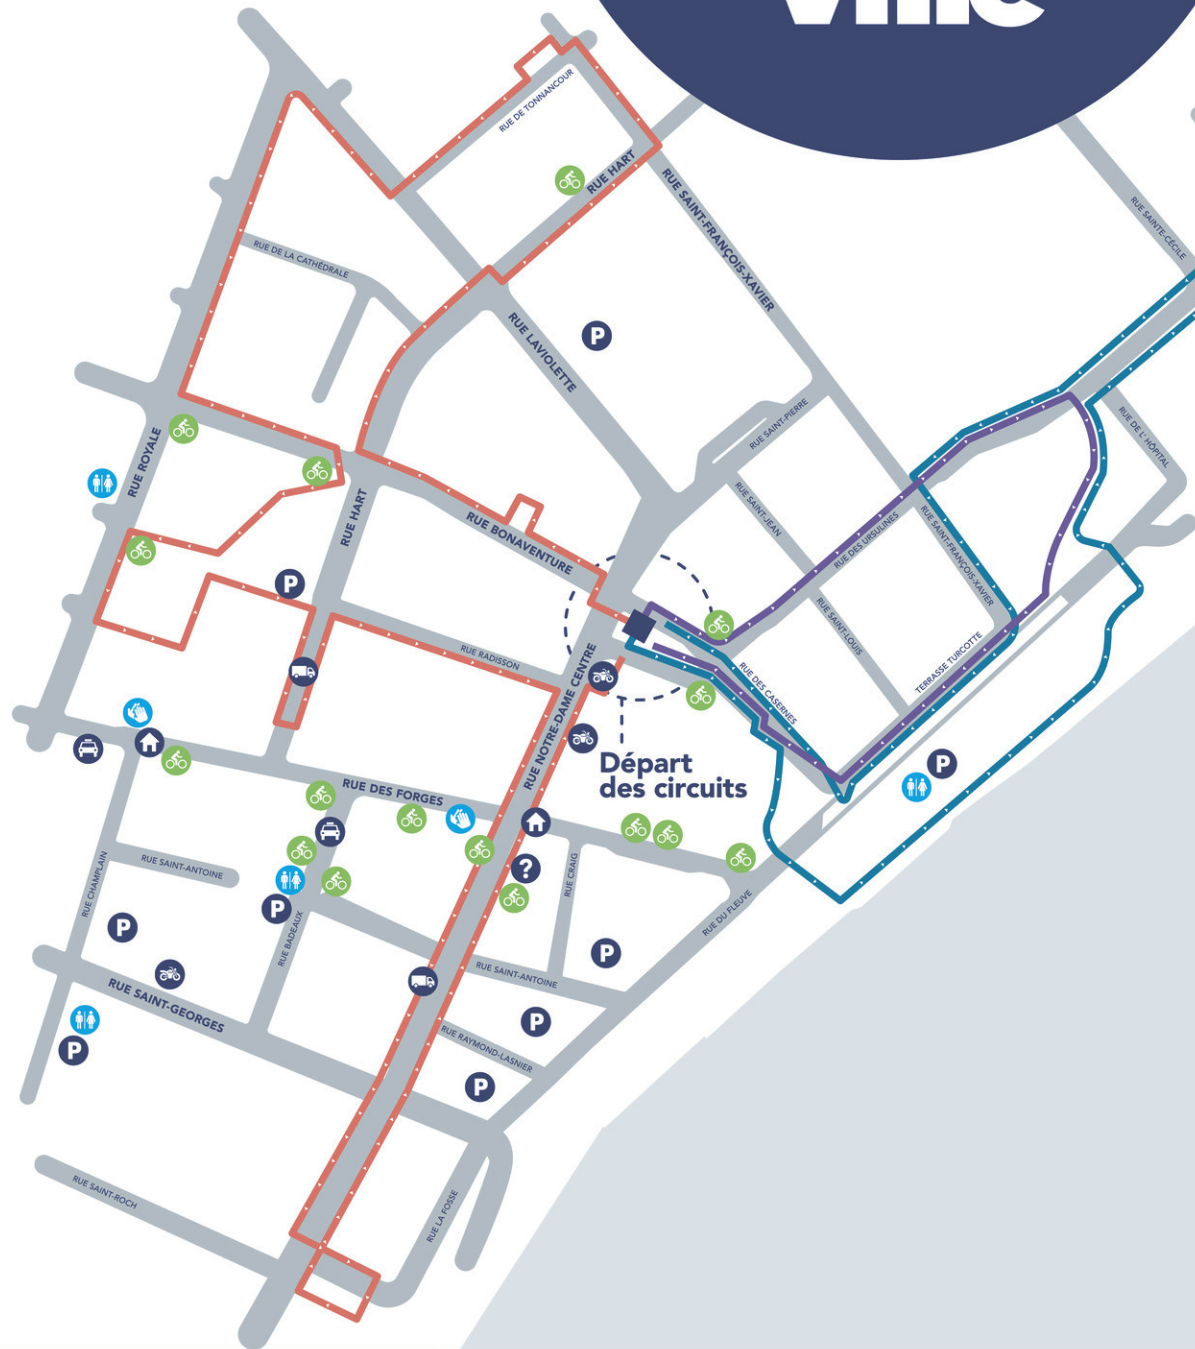 ville
RUE DE TONNANCOUR
RUE HART
RUE SAINT-FRANÇOIS-XAVIER
RUE SAINTE-CÉCILE
RUE DE LA CATHÉDRALE
RUE LAVIOLETTE
P
RUE SAINT-PIERRE
RUE DE L'HÔPITAL
RUE ROYALE
RUE HART
RUE BONAVENTURE
RUE SAINT-JEAN
RUE DES URSULINES
RUE SAINT-FRANÇOIS-XAVIER
P
RUE SAINT-LOUIS
RUE RADISSON
RUE NOTRE-DAME CENTRE
RUE DES CASERNES
TERRASSE TURCOTTE
Départ
des circuits
P
RUE DES FORGES
RUE SAINT-ANTOINE
RUE CHAMPLAIN
?
RUE CRAIG
P
RUE DU FLEUVE
P
RUE BADEAUX
P
RUE SAINT-ANTOINE
RUE SAINT-GEORGES
P
P
RUE RAYMOND-LASNIER
P
RUE SAINT-ROCH
RUE LA FOSSE